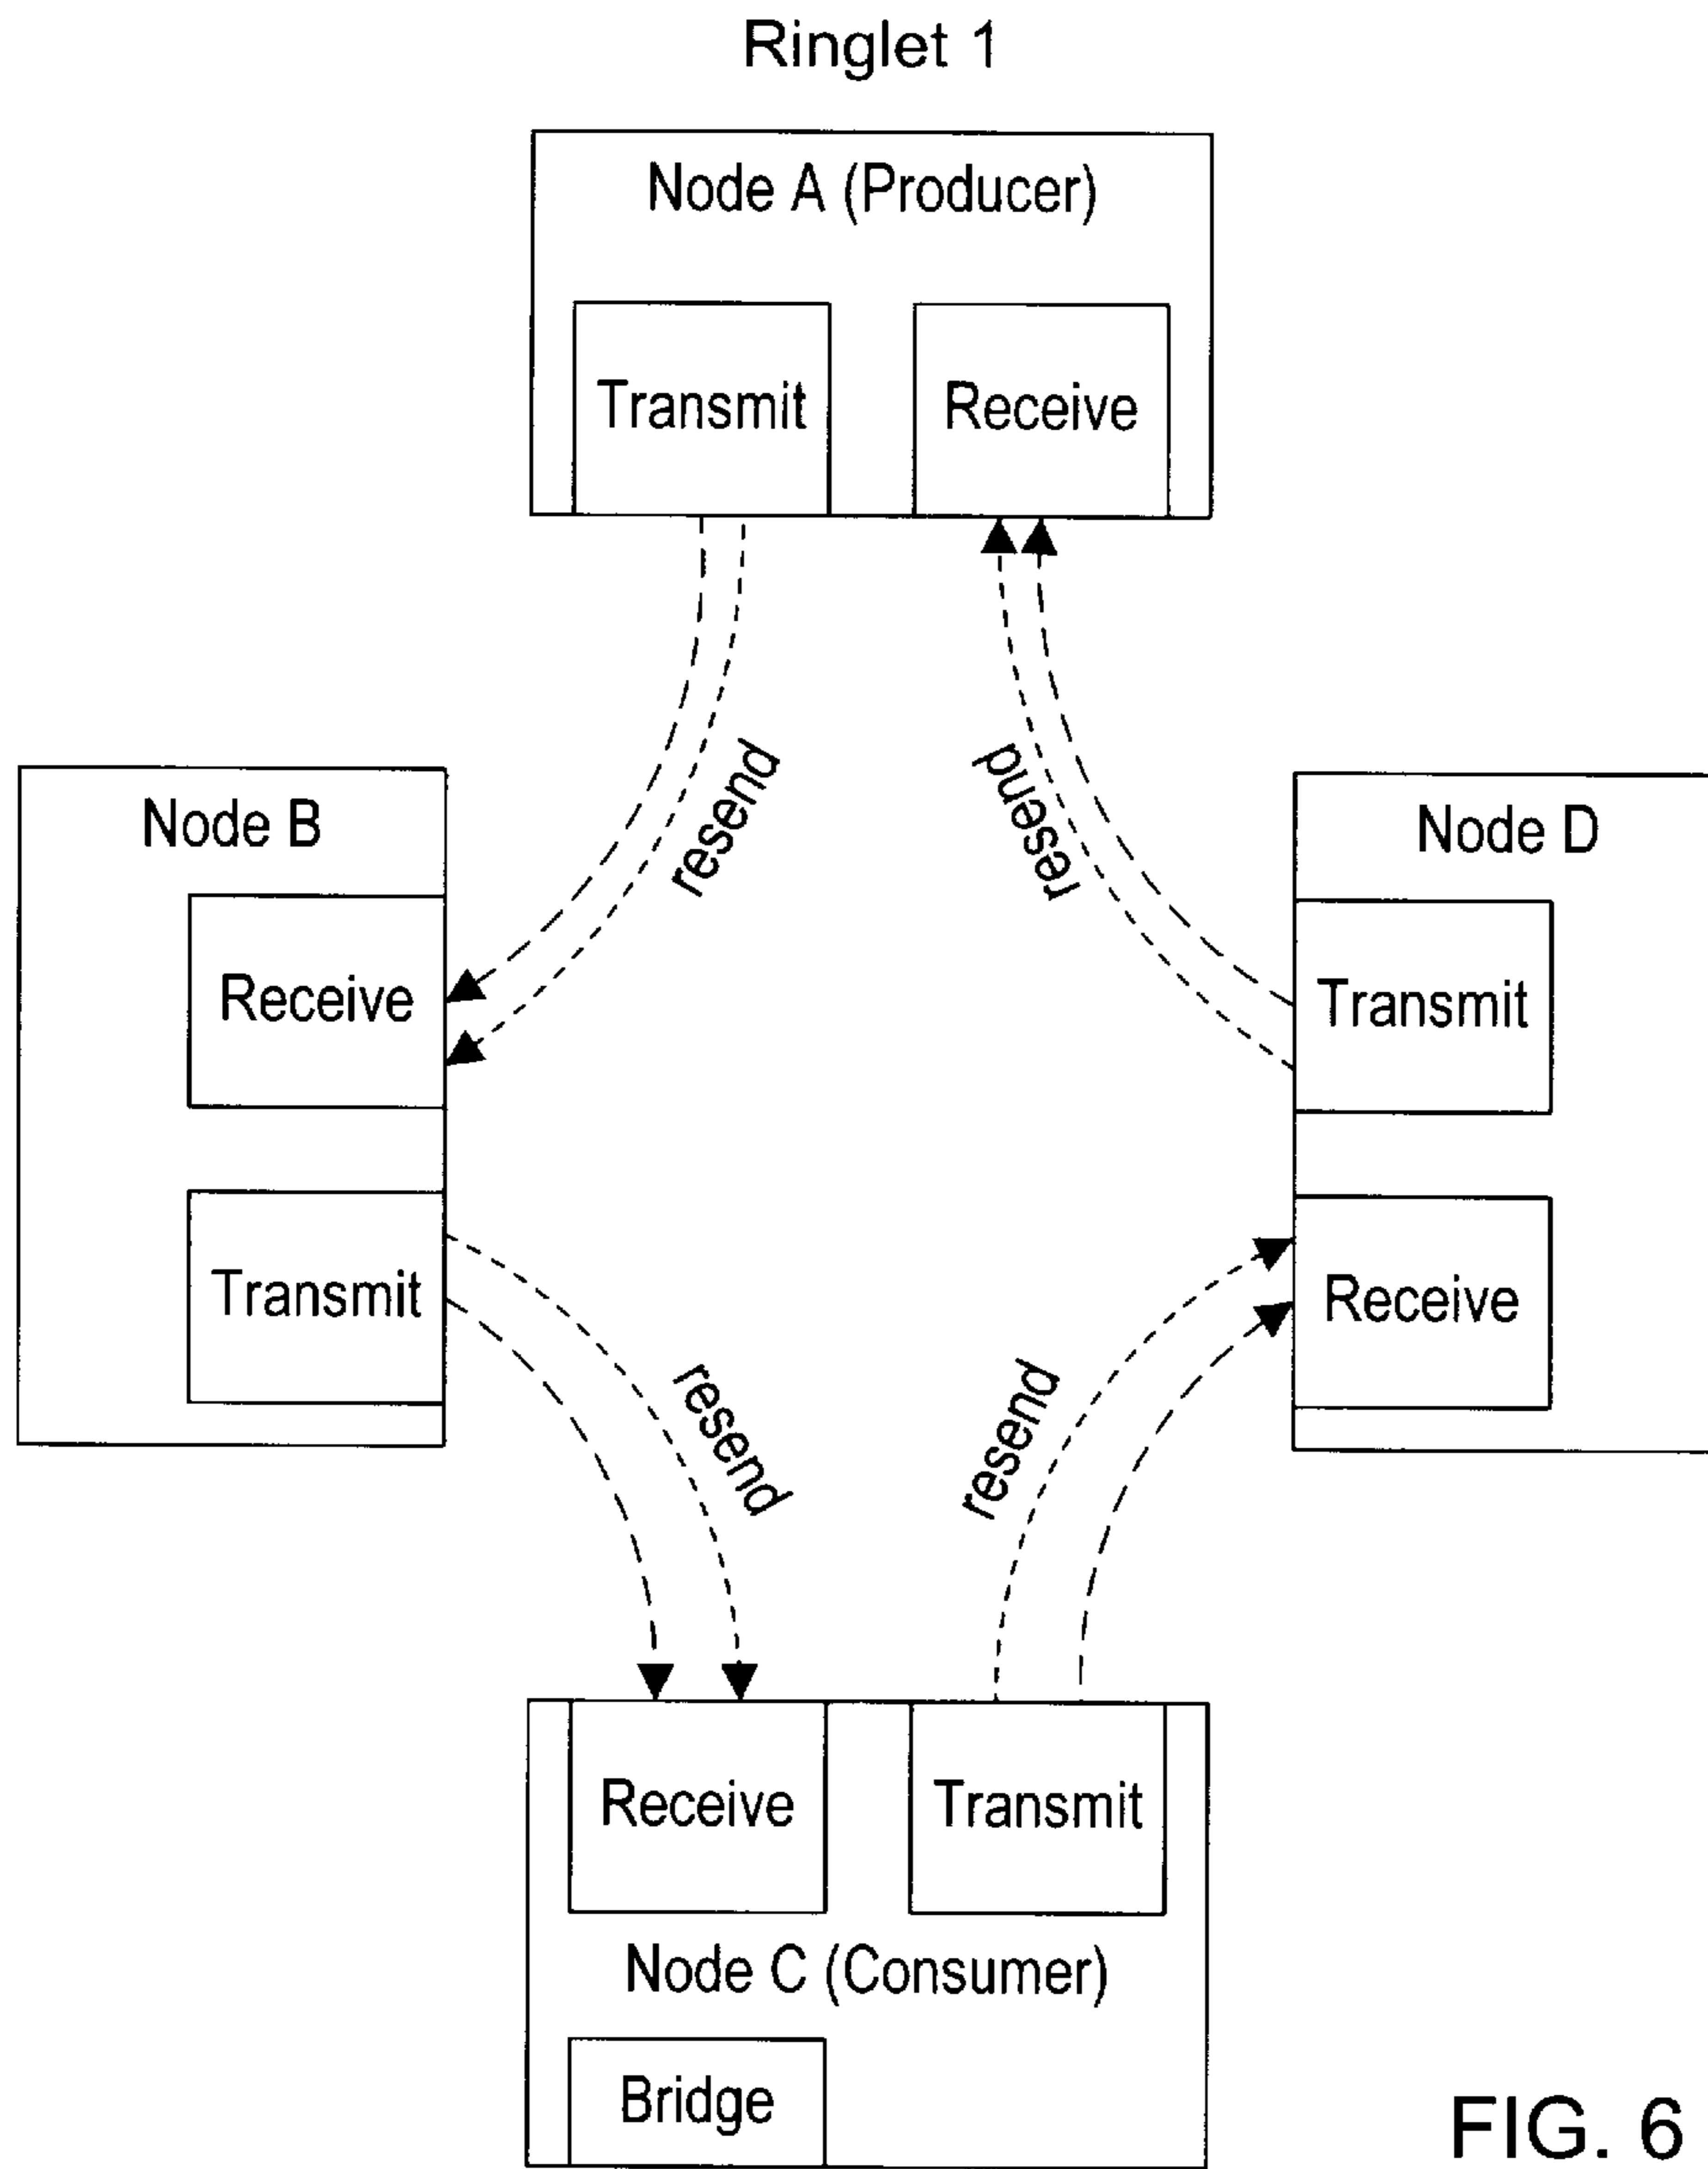 Ringlet 1
Node A (Producer)
Transmit
Receive
resend
resend
Node B
Receive
Transmit
Node D
Transmit
Receive
resend
resend
Receive
Transmit
Node C (Consumer)
Bridge
FIG. 6